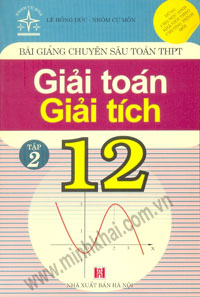 LÊ HỒNG ĐỨC - NHÓM CỰ MÔN
BÀI GIẢNG CHUYÊN SÂU TOÁN THPT
Giải toán
Giải tích
TẬP
2
12
www.minhkhai.com.vn
NHÀ XUẤT BẢN HÀ NỘI